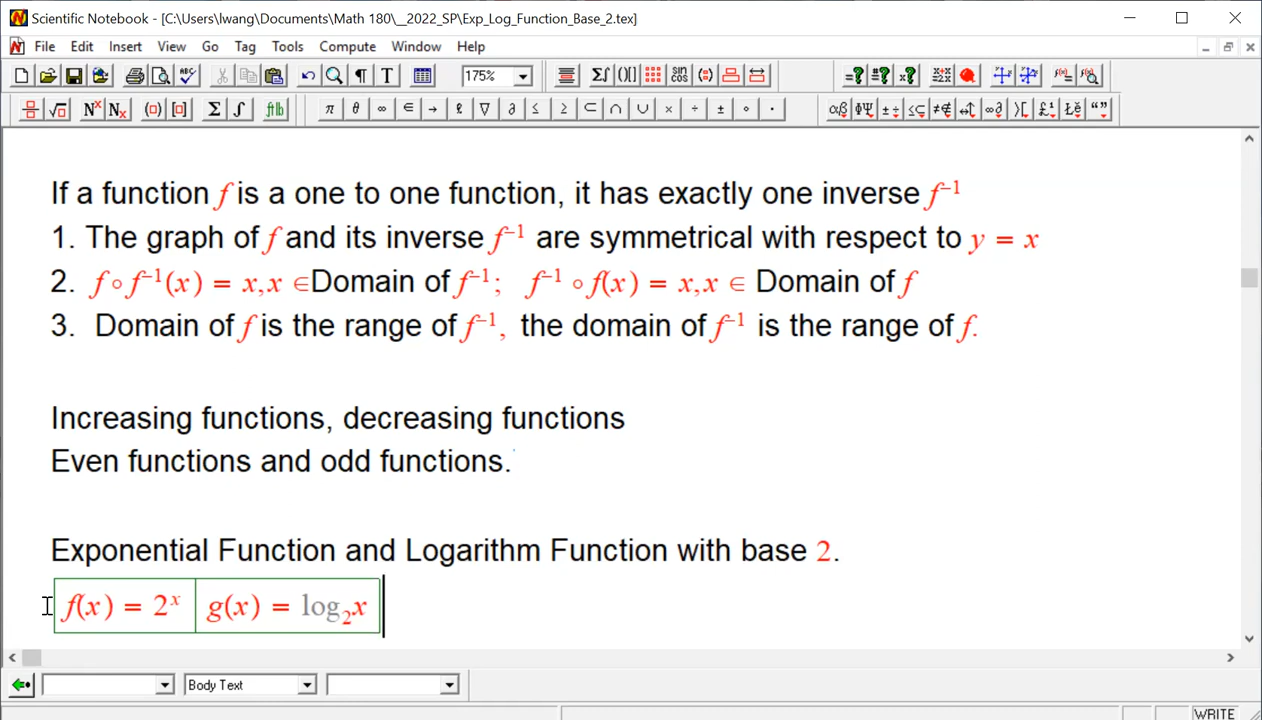 Scientific Notebook - [C:\Users\lwang\Documents\Math 180\__2022_SP\Exp_Log_Function_Base_2.tex]
File Edit Insert View Go Tag Tools Compute Window Help
175%
If a function f is a one to one function, it has exactly one inverse f⁻¹
1. The graph of f and its inverse f⁻¹ are symmetrical with respect to y = x
2. f∘f⁻¹(x) = x,x ∈Domain of f⁻¹; f⁻¹∘f(x) = x,x ∈ Domain of f
3. Domain of f is the range of f⁻¹, the domain of f⁻¹ is the range of f.
Increasing functions, decreasing functions
Even functions and odd functions.
Exponential Function and Logarithm Function with base 2.
f(x) = 2ˣ g(x) = log₂x
Body Text
WRITE